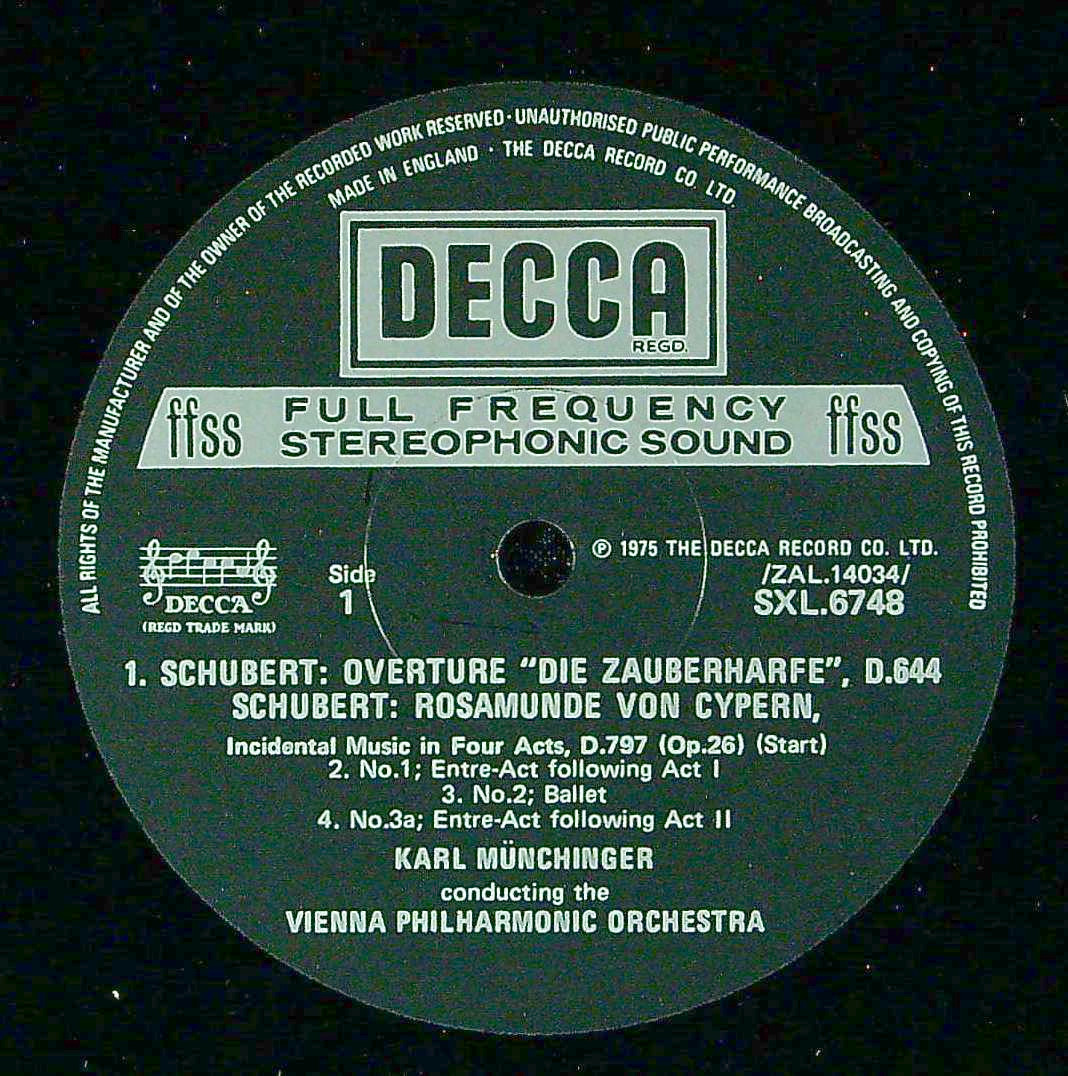 ALL RIGHTS OF THE MANUFACTURER AND OF THE OWNER OF THE RECORDED WORK RESERVED · UNAUTHORISED PUBLIC PERFORMANCE BROADCASTING AND COPYING OF THIS RECORD PROHIBITED
MADE IN ENGLAND · THE DECCA RECORD CO. LTD.
DECCA
REGD.
ffss FULL FREQUENCY ffss
STEREOPHONIC SOUND
DECCA
(REGD TRADE MARK)
Side
1
℗ 1975 THE DECCA RECORD CO. LTD.
/ZAL.14034/
SXL.6748
1. SCHUBERT: OVERTURE "DIE ZAUBERHARFE", D.644
SCHUBERT: ROSAMUNDE VON CYPERN,
Incidental Music in Four Acts, D.797 (Op.26) (Start)
2. No.1; Entre-Act following Act I
3. No.2; Ballet
4. No.3a; Entre-Act following Act II
KARL MÜNCHINGER
conducting the
VIENNA PHILHARMONIC ORCHESTRA